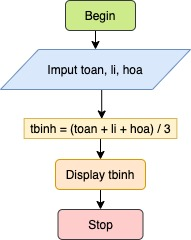 Begin
Imput toan, li, hoa
tbinh = (toan + li + hoa) / 3
Display tbinh
Stop